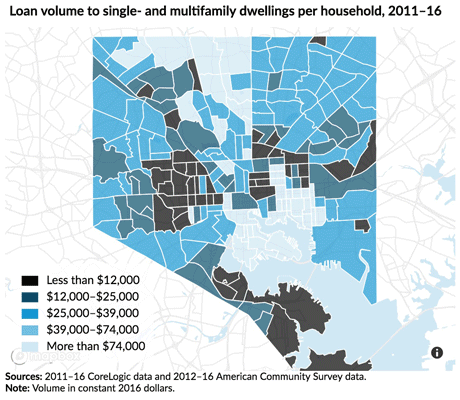 Loan volume to single- and multifamily dwellings per household, 2011–16
Less than $12,000
$12,000–$25,000
$25,000–$39,000
$39,000–$74,000
More than $74,000
mapbox
i
Sources: 2011–16 CoreLogic data and 2012–16 American Community Survey data.
Note: Volume in constant 2016 dollars.